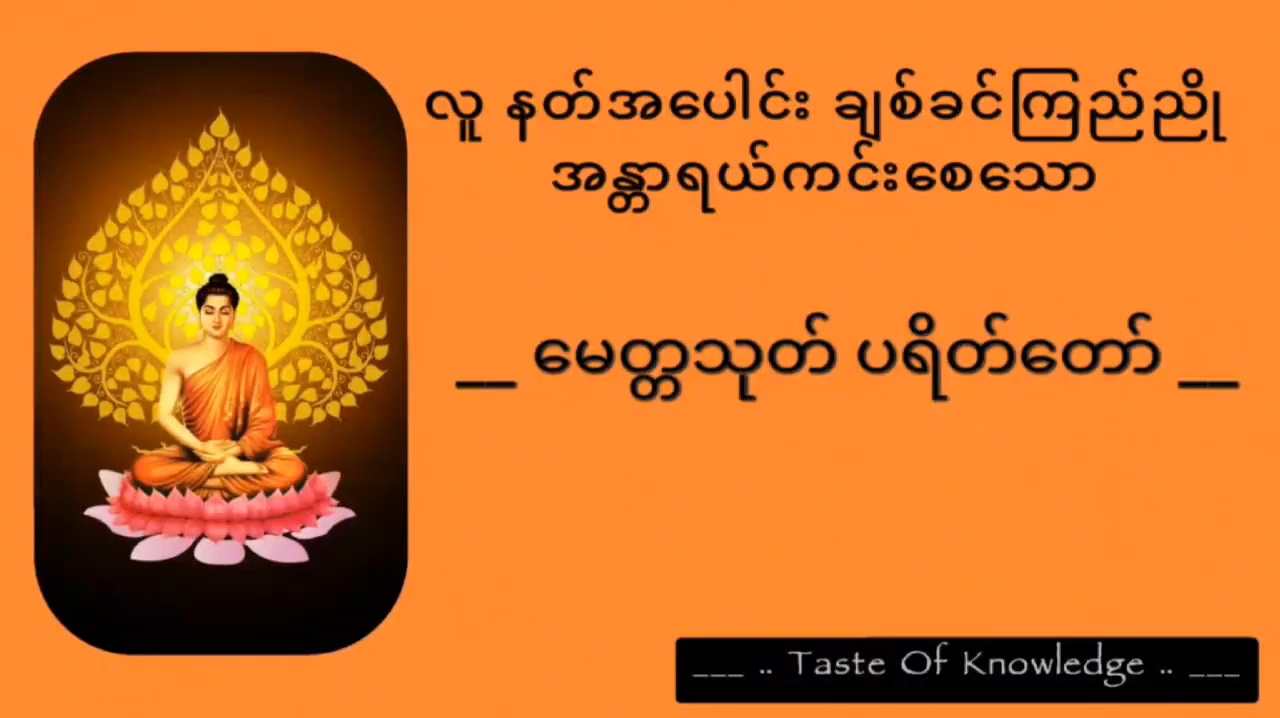 လူ နတ်အပေါင်း ချစ်ခင်ကြည်ညို
အန္တာရယ်ကင်းစေသော
__ မေတ္တသုတ် ပရိတ်တော် __
___ .. Taste Of Knowledge .. ___